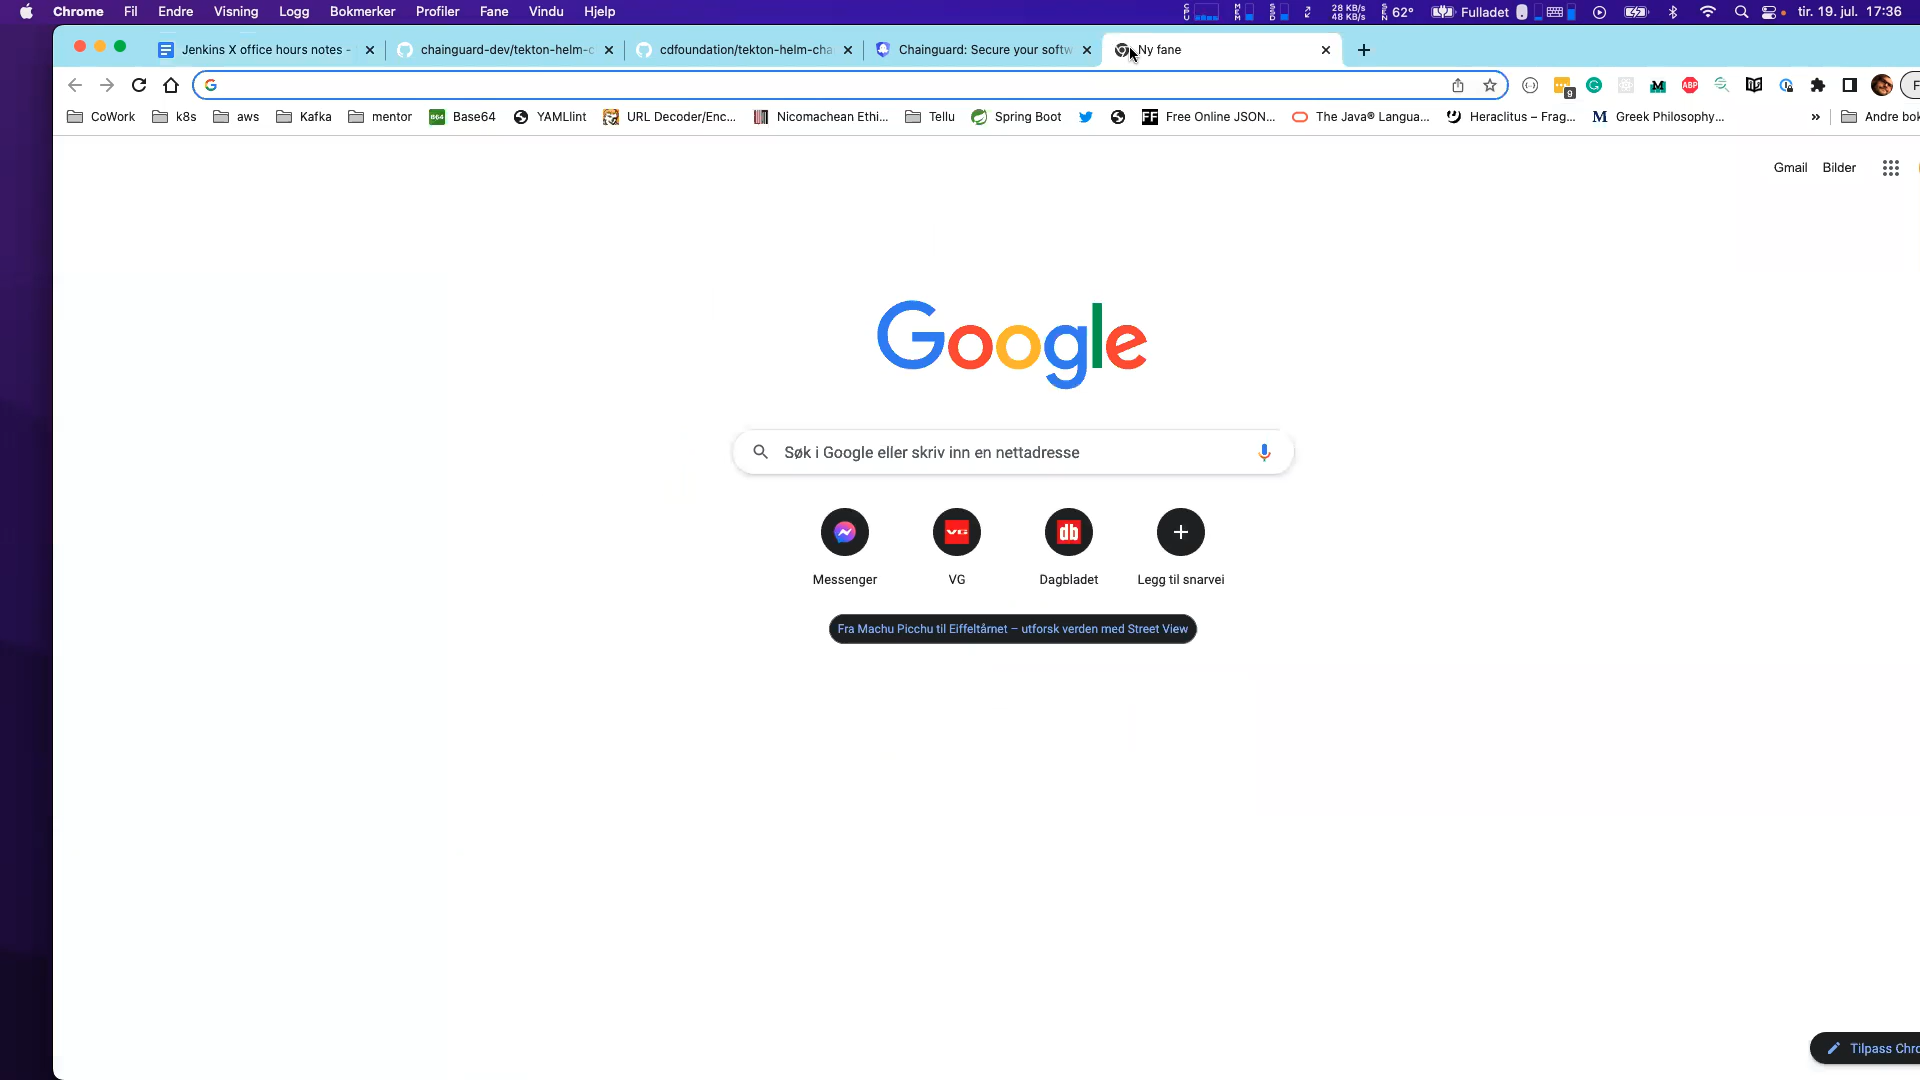 Chrome Fil Endre Visning Logg Bokmerker Profiler Fane Vindu Hjelp 28 KB/s 48 KB/s 62° Fulladet tir. 19. jul. 17:36
Jenkins X office hours notes - chainguard-dev/tekton-helm-c cdfoundation/tekton-helm-cha Chainguard: Secure your softw Ny fane
CoWork k8s aws Kafka mentor B64 Base64 YAMLlint URL Decoder/Enc... Nicomachean Ethi... Tellu Spring Boot FF Free Online JSON... The Java® Langua... Heraclitus – Frag... M Greek Philosophy... » Andre bok
Gmail Bilder
Google
Søk i Google eller skriv inn en nettadresse
Messenger VG Dagbladet Legg til snarvei
Fra Machu Picchu til Eiffeltårnet – utforsk verden med Street View
Tilpass Chro